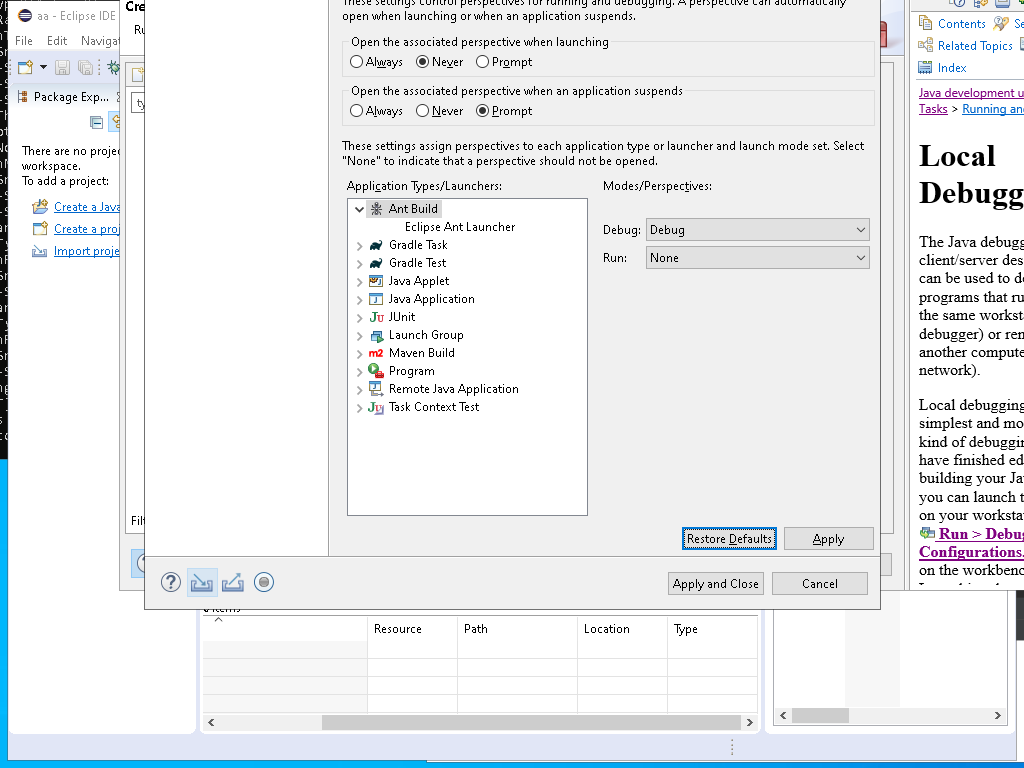 aa - Eclipse IDE
File Edit Navigat
Package Exp...
There are no proje
workspace.
To add a project:
Create a Java
Create a proj
Import proje
Cre
Ru
ty
Filt
These settings control perspectives for running and debugging. A perspective can automatically
open when launching or when an application suspends.
Open the associated perspective when launching
Always Never Prompt
Open the associated perspective when an application suspends
Always Never Prompt
These settings assign perspectives to each application type or launcher and launch mode set. Select
"None" to indicate that a perspective should not be opened.
Application Types/Launchers:
Ant Build
Eclipse Ant Launcher
Gradle Task
Gradle Test
Java Applet
Java Application
JUnit
Launch Group
Maven Build
Program
Remote Java Application
Task Context Test
Modes/Perspectives:
Debug: Debug
Run: None
Restore Defaults Apply
Apply and Close Cancel
Resource Path Location Type
Contents Se
Related Topics
Index
Java development u
Tasks > Running an
Local
Debugg
The Java debugg
client/server des
can be used to de
programs that ru
the same worksta
debugger) or ren
another compute
network).
Local debugging
simplest and mo
kind of debuggin
have finished ed
building your Jav
you can launch t
on your workstat
Run > Debug
Configurations.
on the workbenc